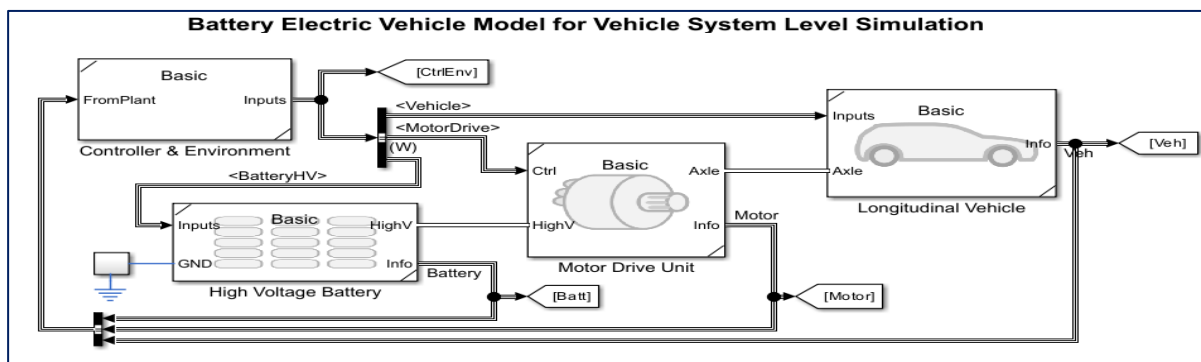 Battery Electric Vehicle Model for Vehicle System Level Simulation
Basic
FromPlant
Inputs
Controller & Environment
[CtrlEnv]
<Vehicle>
<MotorDrive>
(W)
<BatteryHV>
Basic
Inputs
HighV
GND
Info
High Voltage Battery
Battery
[Batt]
Basic
Ctrl
Axle
HighV
Info
Motor Drive Unit
Motor
[Motor]
Basic
Inputs
Info
Axle
Longitudinal Vehicle
Veh
[Veh]